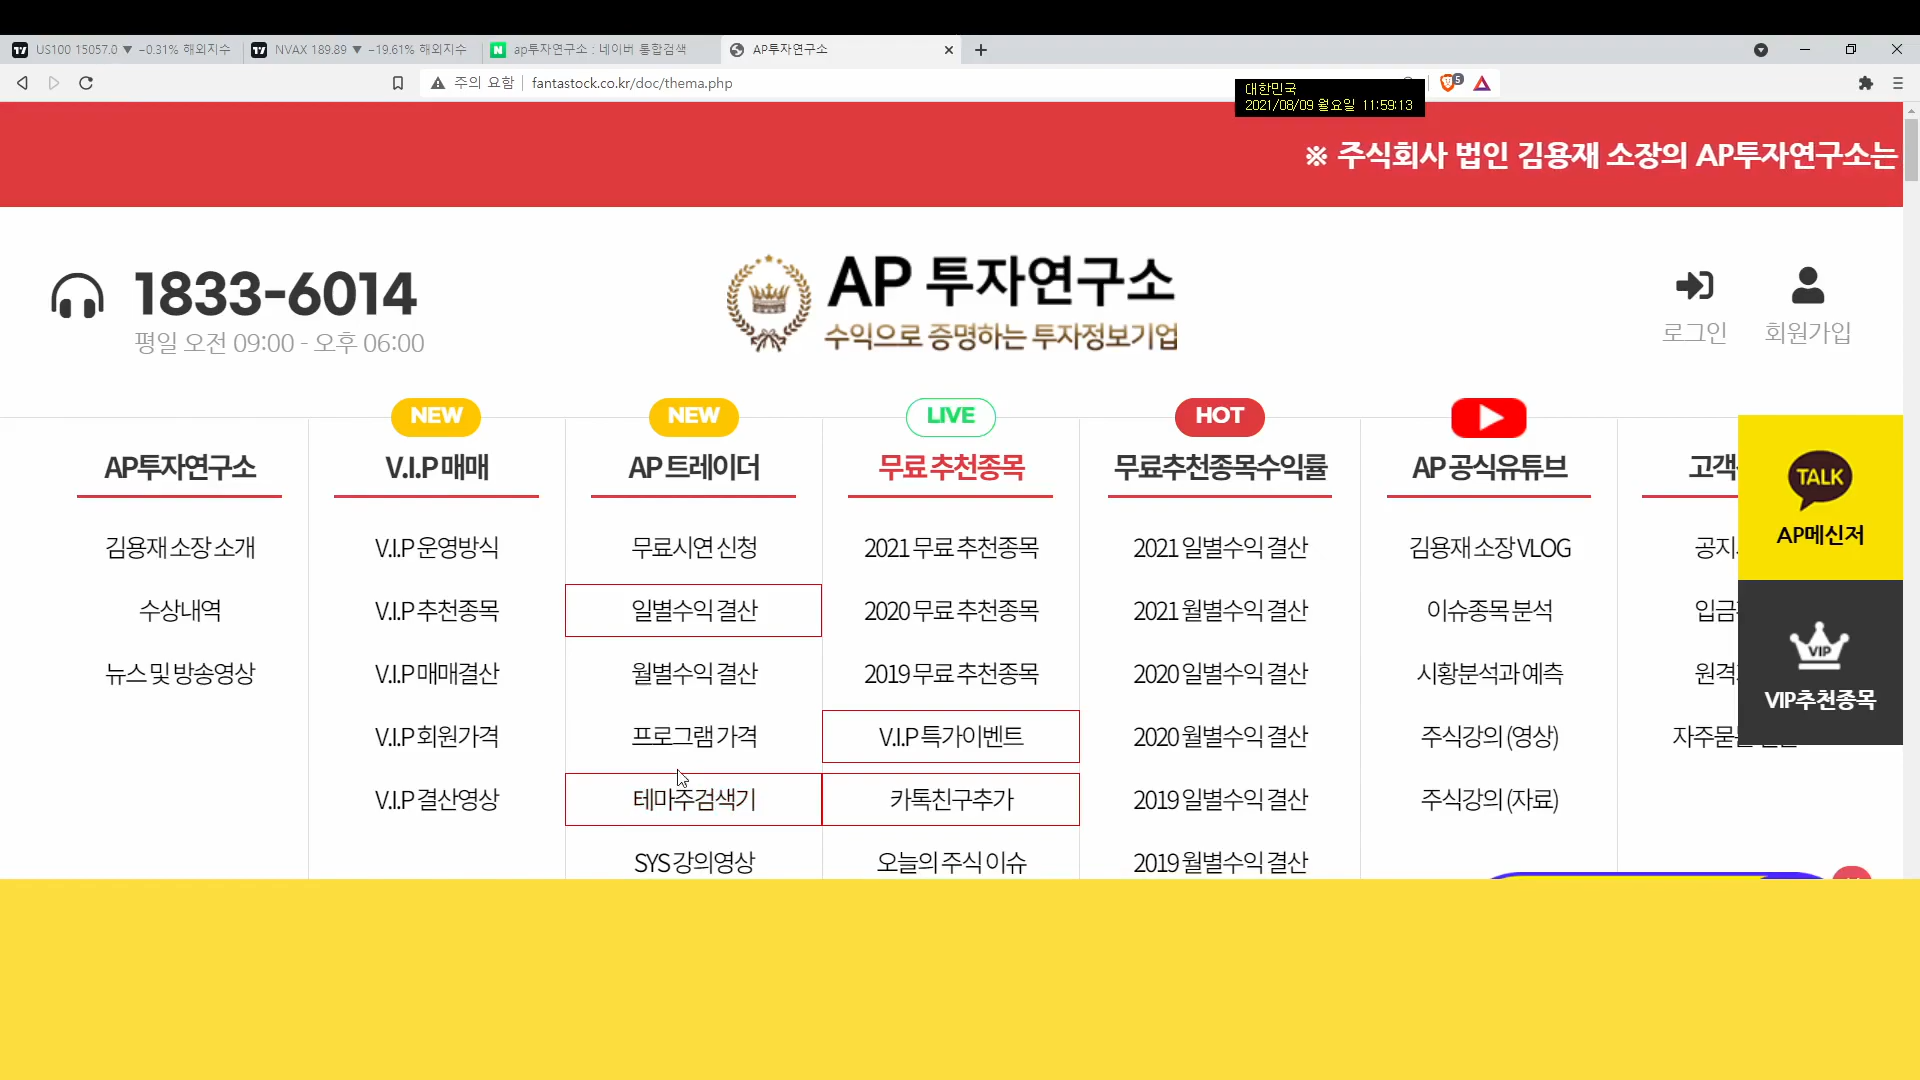 US100 15057.0 ▼ −0.31% 해외지수
NVAX 189.89 ▼ −19.61% 해외지수
ap투자연구소 : 네이버 통합검색
AP투자연구소
주의 요함
fantastock.co.kr/doc/thema.php
5
대한민국
2021/08/09 월요일 11:59:13
※ 주식회사 법인 김용재 소장의 AP투자연구소는
1833-6014
평일 오전 09:00 - 오후 06:00
AP 투자연구소
수익으로 증명하는 투자정보기업
로그인
회원가입
NEW
NEW
LIVE
HOT
AP투자연구소
V.I.P 매매
AP 트레이더
무료 추천종목
무료추천종목수익률
AP 공식유튜브
고객
김용재 소장 소개
V.I.P 운영방식
무료시연 신청
2021 무료 추천종목
2021 일별수익 결산
김용재 소장 VLOG
공지
수상내역
V.I.P 추천종목
일별수익 결산
2020 무료 추천종목
2021 월별수익 결산
이슈종목 분석
입금
뉴스 및 방송영상
V.I.P 매매결산
월별수익 결산
2019 무료 추천종목
2020 일별수익 결산
시황분석과 예측
원격
V.I.P 회원가격
프로그램 가격
V.I.P 특가이벤트
2020 월별수익 결산
주식강의 (영상)
자주묻
V.I.P 결산영상
테마주검색기
카톡친구추가
2019 일별수익 결산
주식강의 (자료)
SYS 강의영상
오늘의 주식 이슈
2019 월별수익 결산
TALK
AP메신저
VIP
VIP추천종목